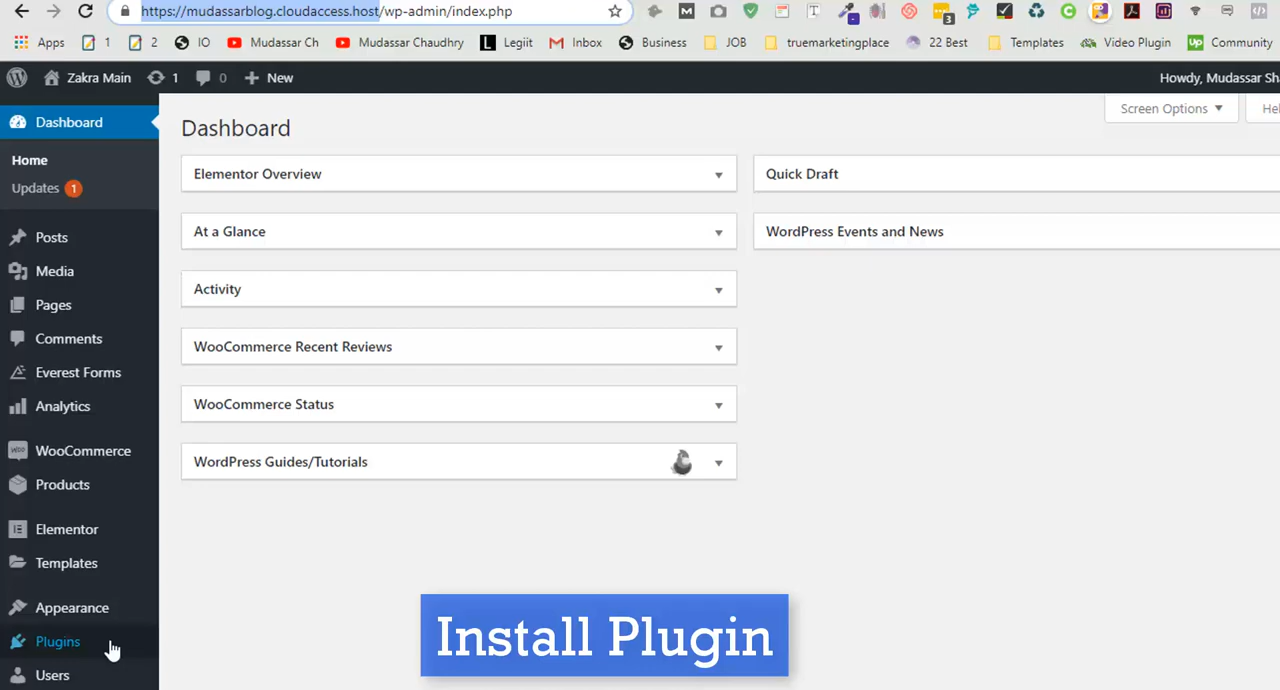 https://mudassarblog.cloudaccess.host/wp-admin/index.php
M T 3
Apps 1 2 IO Mudassar Ch Mudassar Chaudhry L Legiit Inbox Business JOB truemarketingplace 22 Best Templates Video Plugin Up Community
Zakra Main 1 0 New Howdy, Mudassar Sha
Dashboard
Screen Options ▼ Hel
Dashboard
Home
Updates 1
Posts
Media
Pages
Comments
Everest Forms
Analytics
WooCommerce
Products
Elementor
Templates
Appearance
Plugins
Users
Elementor Overview
At a Glance
Activity
WooCommerce Recent Reviews
WooCommerce Status
WordPress Guides/Tutorials
Quick Draft
WordPress Events and News
Install Plugin